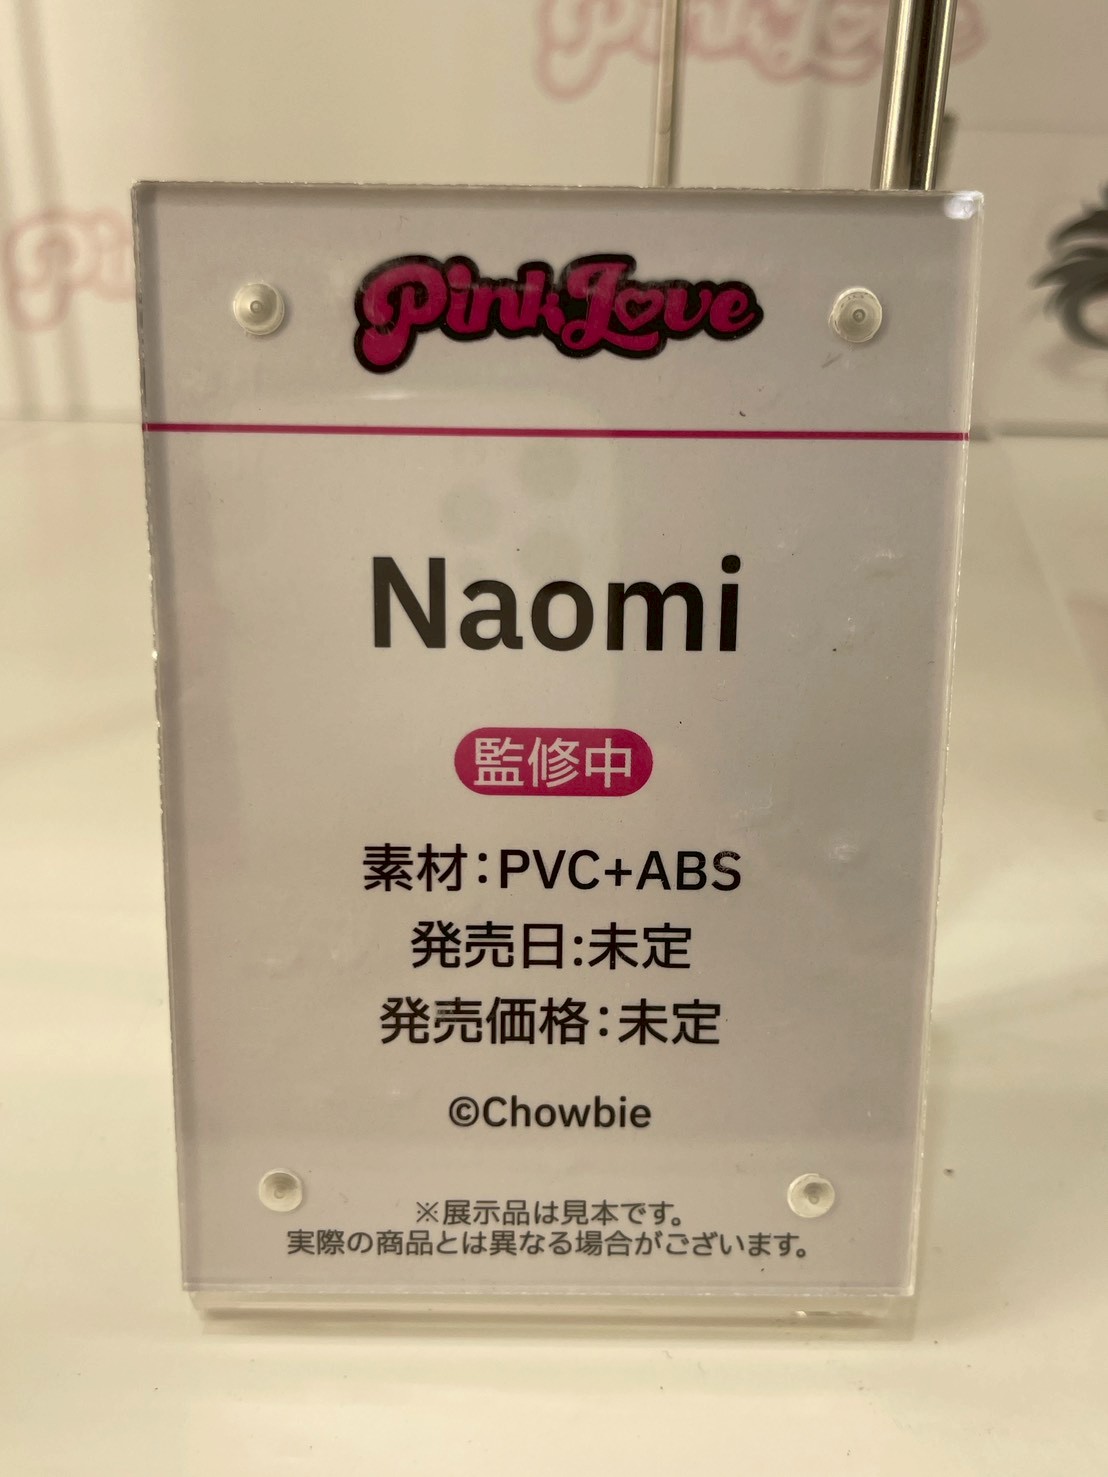 PinkLove
Pi
PinkLove
Naomi
監修中
素材：PVC+ABS
発売日:未定
発売価格：未定
©Chowbie
※展示品は見本です。
実際の商品とは異なる場合がございます。